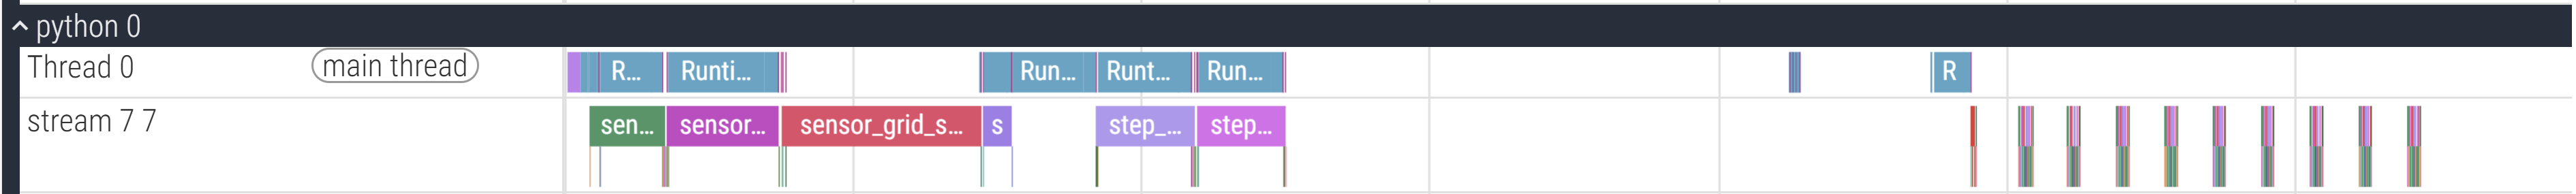 python 0
Thread 0 main thread R... Runti... Run... Runt... Run... R
stream 7 7 sen... sensor... sensor_grid_s... s step_... step...